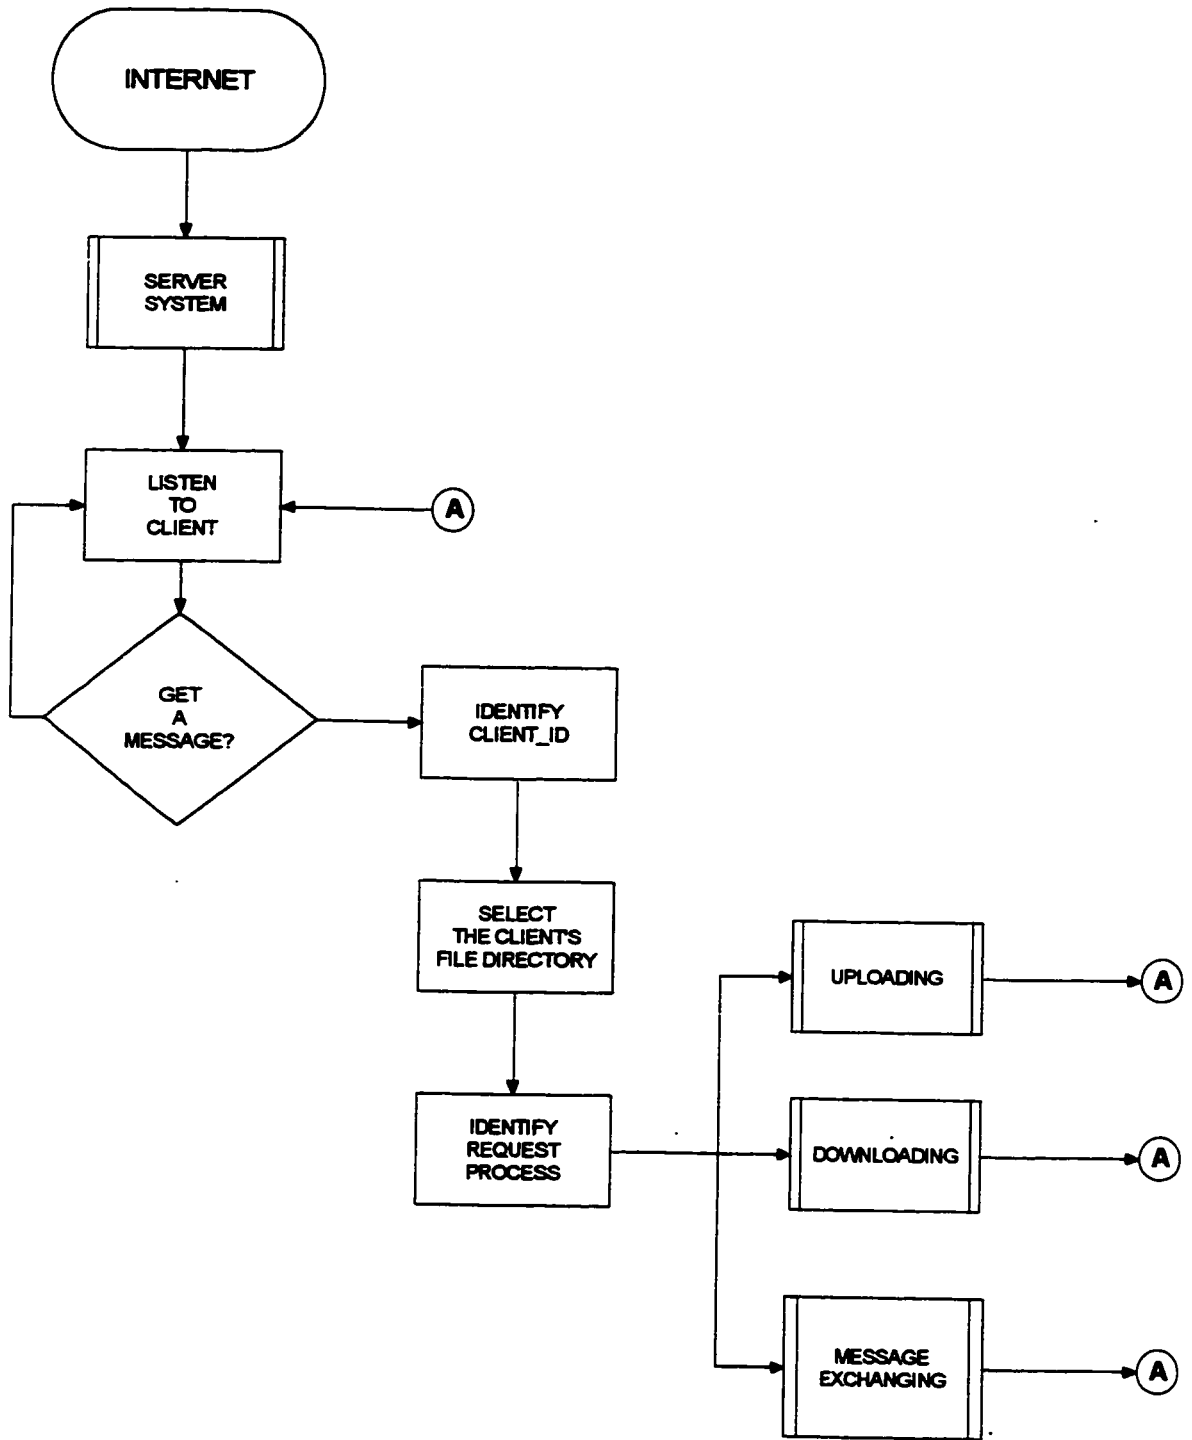 INTERNET
SERVER
SYSTEM
LISTEN
TO
CLIENT
A
GET
A
MESSAGE?
IDENTIFY
CLIENT_ID
SELECT
THE CLIENT'S
FILE DIRECTORY
IDENTIFY
REQUEST
PROCESS
UPLOADING
A
DOWNLOADING
A
MESSAGE
EXCHANGING
A